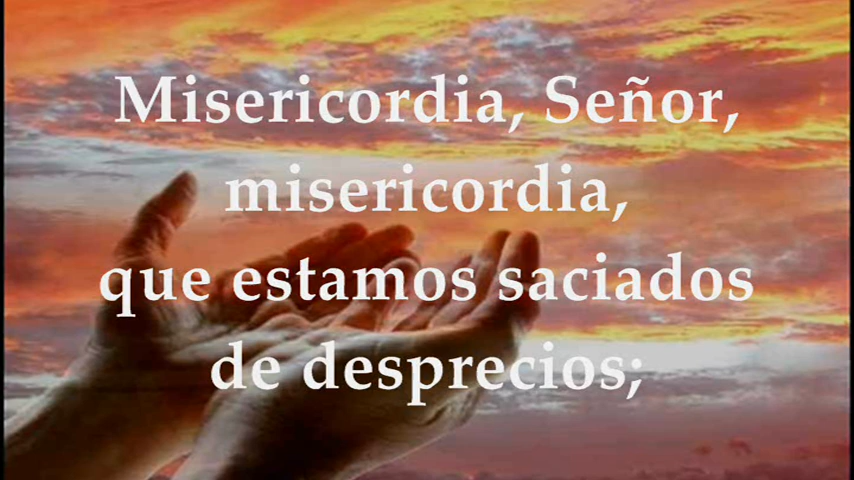 Misericordia, Señor,
misericordia,
que estamos saciados
de desprecios;